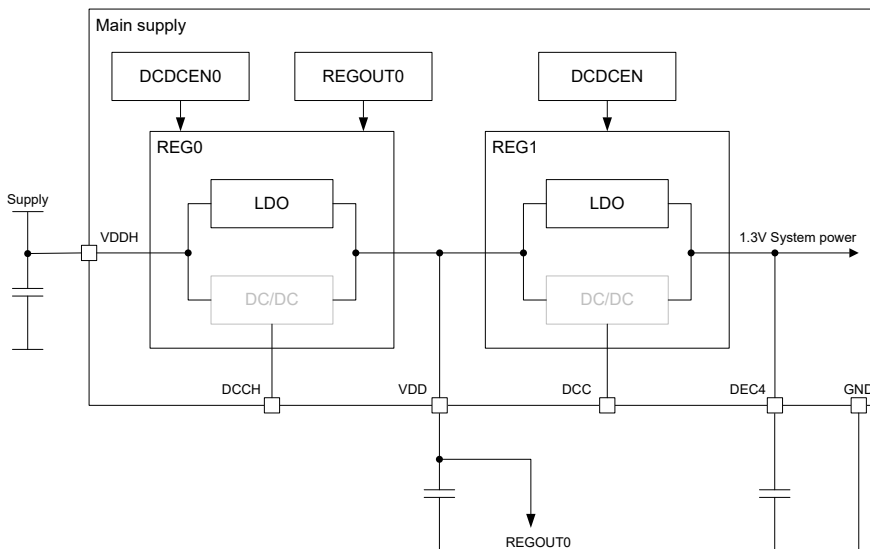 Main supply
DCDCEN0
REGOUT0
DCDCEN
REG0
REG1
LDO
LDO
Supply
VDDH
1.3V System power
DC/DC
DC/DC
DCCH
VDD
DCC
DEC4
GND
REGOUT0